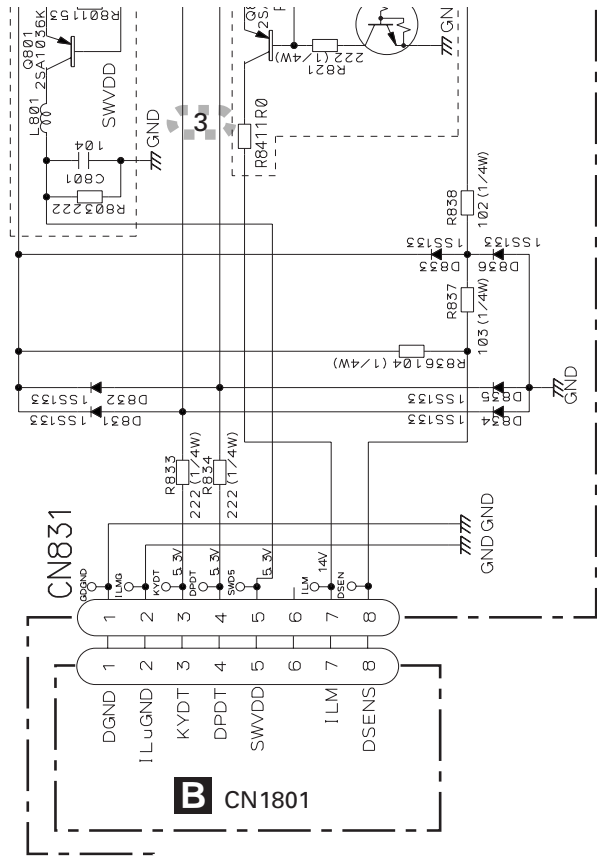 R801153
Q801
2SA1036K
SWVDD
L801
104
C801
R803222
GND
3
R8411R0
222 (1/4W)
R821
GND
R838
102 (1/4W)
1SS133
D833
1SS133
D836
R837
103 (1/4W)
R836104 (1/4W)
1SS133
D832
1SS133
D831
1SS133
D835
1SS133
D834
GND
R833
222 (1/4W)
R834
222 (1/4W)
GND
GND
CN831
GDGND
ILMG
KYDT
5.3V
DPDT
5.3V
SWD5
5.3V
ILM
14V
DSEN
1 2 3 4 5 6 7 8
1 2 3 4 5 6 7 8
DGND
ILuGND
KYDT
DPDT
SWVDD
ILM
DSENS
B CN1801